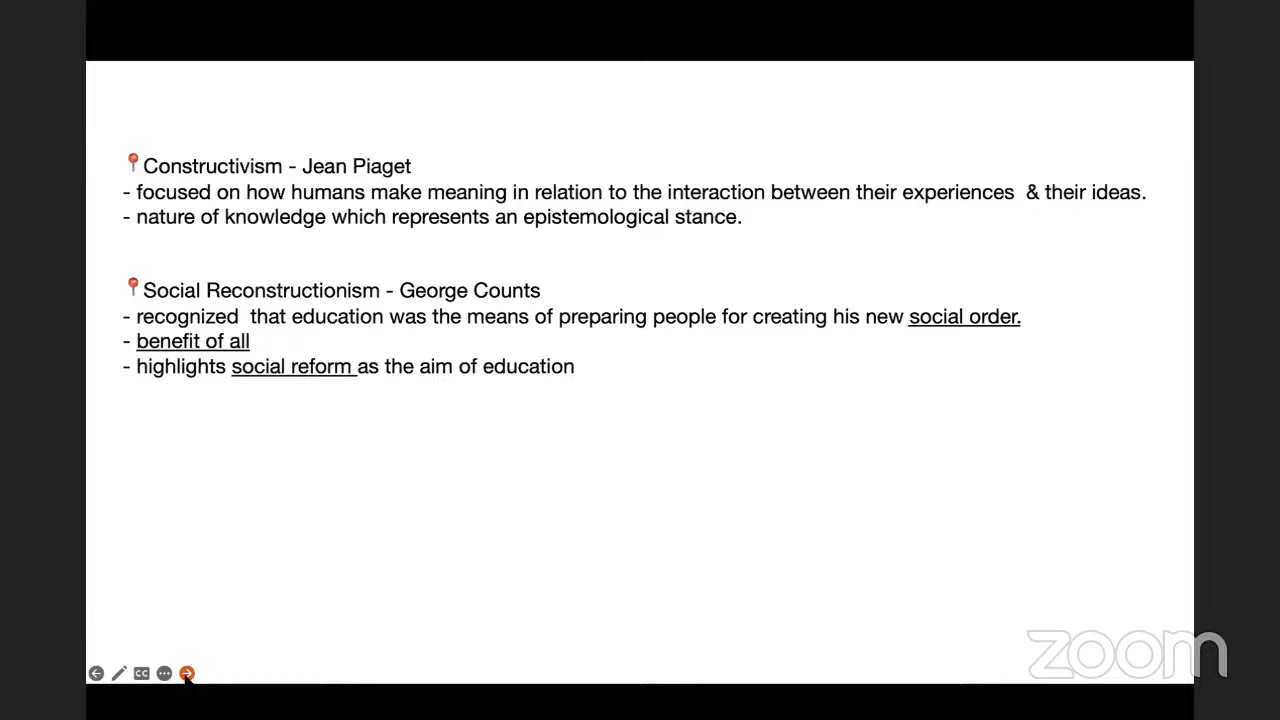 📍Constructivism - Jean Piaget
- focused on how humans make meaning in relation to the interaction between their experiences & their ideas.
- nature of knowledge which represents an epistemological stance.
📍Social Reconstructionism - George Counts
- recognized that education was the means of preparing people for creating his new social order.
- benefit of all
- highlights social reform as the aim of education
CC
zoom